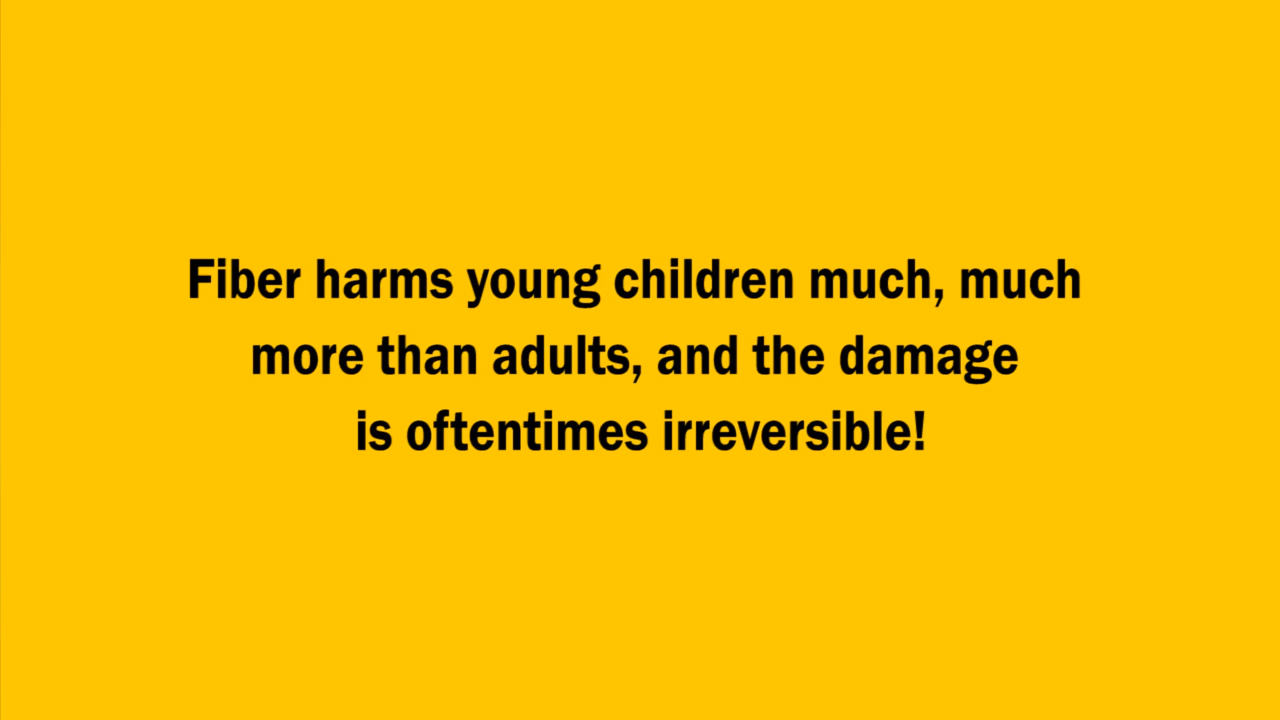 Fiber harms young children much, much
more than adults, and the damage
is oftentimes irreversible!